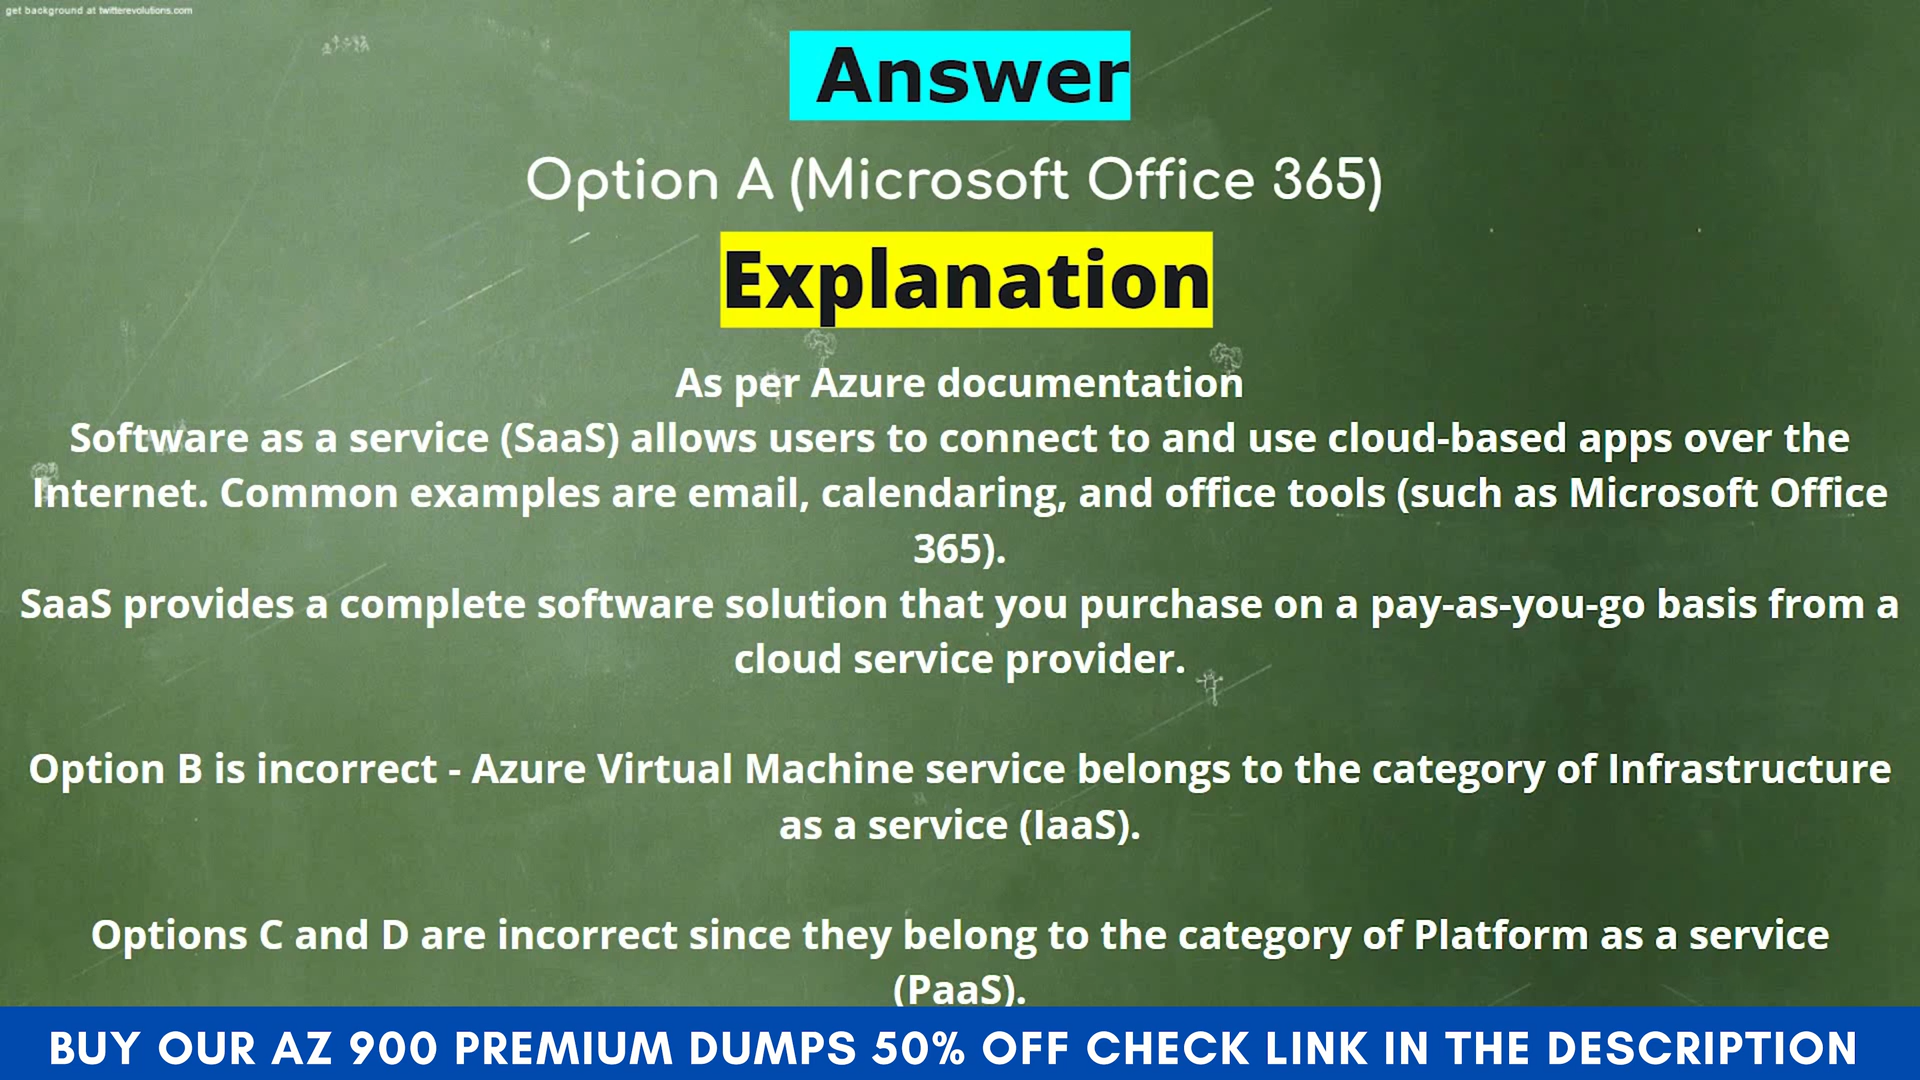 get background at twitterevolutions.com
Answer
Option A (Microsoft Office 365)
Explanation
As per Azure documentation
Software as a service (SaaS) allows users to connect to and use cloud-based apps over the
Internet. Common examples are email, calendaring, and office tools (such as Microsoft Office
365).
SaaS provides a complete software solution that you purchase on a pay-as-you-go basis from a
cloud service provider.
Option B is incorrect - Azure Virtual Machine service belongs to the category of Infrastructure
as a service (IaaS).
Options C and D are incorrect since they belong to the category of Platform as a service
(PaaS).
BUY OUR AZ 900 PREMIUM DUMPS 50% OFF CHECK LINK IN THE DESCRIPTION